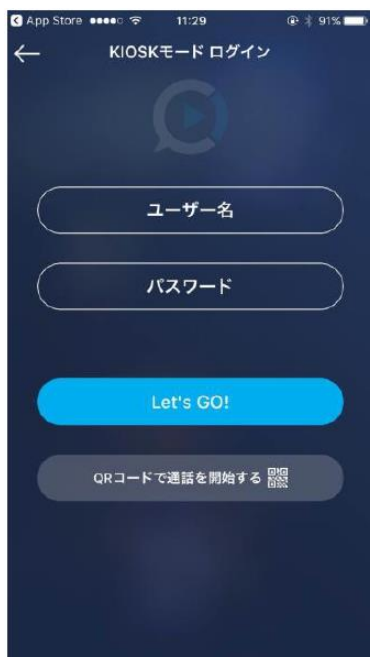 App Store 11:29 91%
KIOSKモード ログイン
ユーザー名
パスワード
Let's GO!
QRコードで通話を開始する